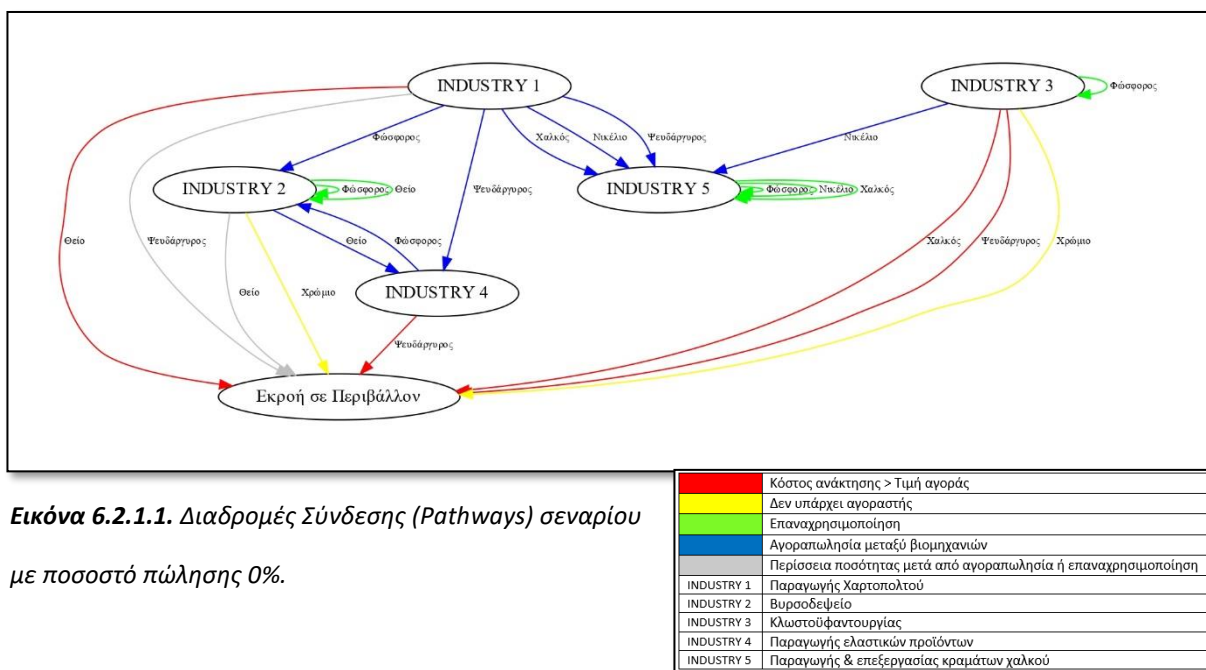 INDUSTRY 1
INDUSTRY 3
Φώσφορος
Φώσφορος
Χαλκός
Νικέλιο
Ψευδάργυρος
Νικέλιο
INDUSTRY 2
Φώσφορος
Θείο
Ψευδάργυρος
INDUSTRY 5
Φώσφορος
Νικέλιο
Χαλκός
Θείο
Ψευδάργυρος
Θείο
Φώσφορος
Χαλκός
Ψευδάργυρος
Χρώμιο
Θείο
Χρώμιο
INDUSTRY 4
Ψευδάργυρος
Εκροή σε Περιβάλλον
Εικόνα 6.2.1.1. Διαδρομές Σύνδεσης (Pathways) σεναρίου
με ποσοστό πώλησης 0%.
Κόστος ανάκτησης > Τιμή αγοράς
Δεν υπάρχει αγοραστής
Επαναχρησιμοποίηση
Αγοραπωλησία μεταξύ βιομηχανιών
Περίσσεια ποσότητας μετά από αγοραπωλησία ή επαναχρησιμοποίηση
INDUSTRY 1 Παραγωγής Χαρτοπολτού
INDUSTRY 2 Βυρσοδεψείο
INDUSTRY 3 Κλωστοϋφαντουργίας
INDUSTRY 4 Παραγωγής ελαστικών προϊόντων
INDUSTRY 5 Παραγωγής & επεξεργασίας κραμάτων χαλκού